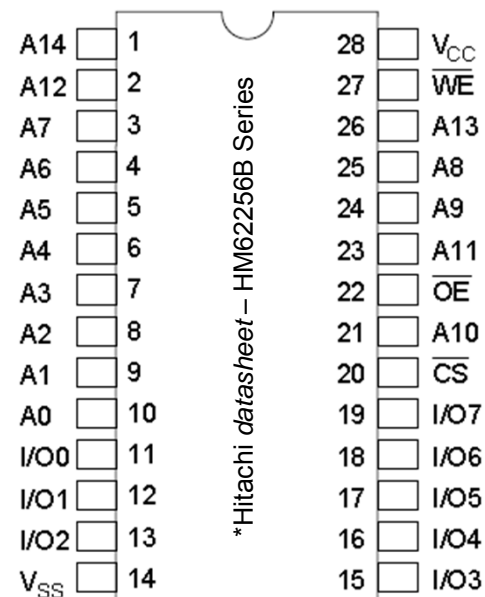 A14 1 28 VCC
A12 2 27 WE
A7 3 26 A13
A6 4 25 A8
A5 5 24 A9
A4 6 23 A11
A3 7 22 OE
A2 8 21 A10
A1 9 20 CS
A0 10 19 I/O7
I/O0 11 18 I/O6
I/O1 12 17 I/O5
I/O2 13 16 I/O4
VSS 14 15 I/O3
*Hitachi datasheet – HM62256B Series